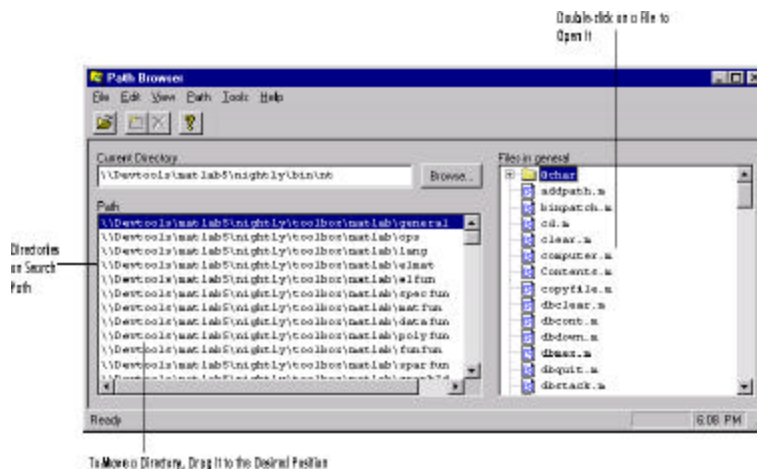 Double-click on a File to
Open It
Path Browser
File Edit View Path Tools Help
Current Directory
\\Devtools\matlab5\nightly\bin\nt
Browse...
Path
\\Devtools\matlab5\nightly\toolbox\matlab\general
\\Devtools\matlab5\nightly\toolbox\matlab\ops
\\Devtools\matlab5\nightly\toolbox\matlab\lang
\\Devtools\matlab5\nightly\toolbox\matlab\elmat
\\Devtools\matlab5\nightly\toolbox\matlab\elfun
\\Devtools\matlab5\nightly\toolbox\matlab\specfun
\\Devtools\matlab5\nightly\toolbox\matlab\matfun
\\Devtools\matlab5\nightly\toolbox\matlab\datafun
\\Devtools\matlab5\nightly\toolbox\matlab\polyfun
\\Devtools\matlab5\nightly\toolbox\matlab\funfun
\\Devtools\matlab5\nightly\toolbox\matlab\sparfun
Files in general
@char
addpath.m
binpatch.m
cd.m
clear.m
computer.m
Contents.m
copyfile.m
dbclear.m
dbcont.m
dbdown.m
dbmex.m
dbquit.m
dbstack.m
Directories
on Search
Path
Ready
6:08 PM
To Move a Directory, Drag It to the Desired Position